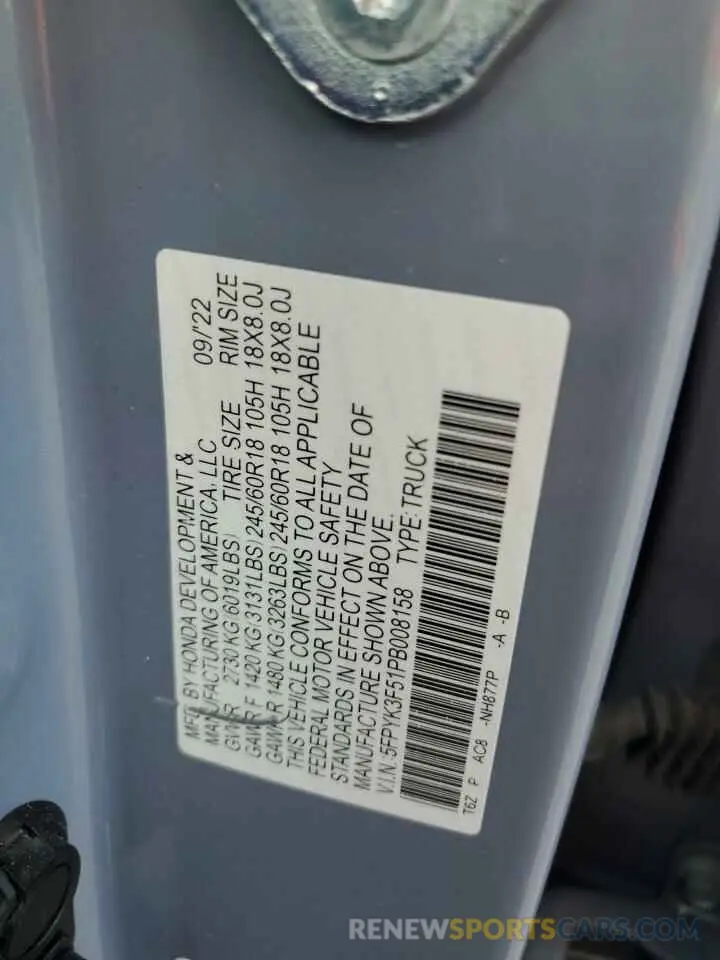 MFD. BY HONDA DEVELOPMENT &
MANUFACTURING OF AMERICA, LLC 09/'22
GVWR 2730 KG 6019LBS) TIRE SIZE RIM SIZE
GAWR F 1420 KG 3131LBS) 245/60R18 105H 18X8.0J
GAWR R 1480 KG 3263LBS) 245/60R18 105H 18X8.0J
THIS VEHICLE CONFORMS TO ALL APPLICABLE
FEDERAL MOTOR VEHICLE SAFETY
STANDARDS IN EFFECT ON THE DATE OF
MANUFACTURE SHOWN ABOVE.
V.I.N.:5FPYK3F51PB008158 TYPE: TRUCK
T6Z P AC8 -NH877P -A -B
RENEWSPORTSCARS.COM